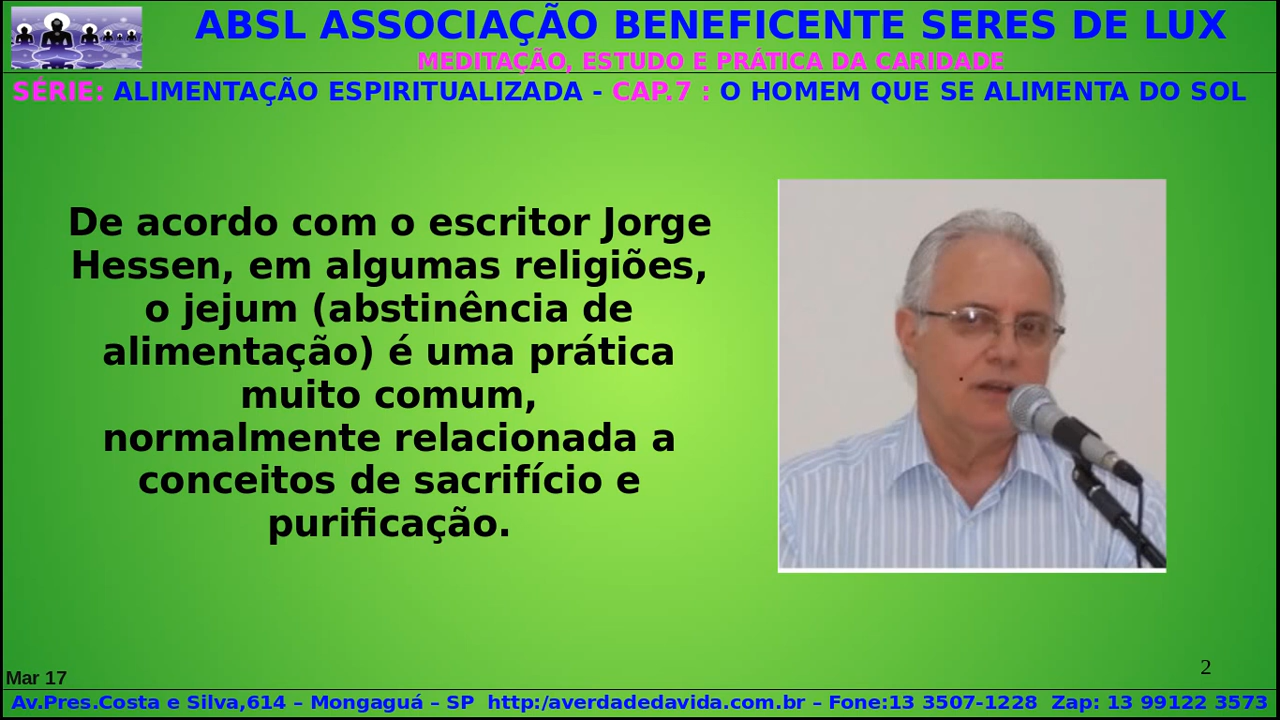 ABSL ASSOCIAÇÃO BENEFICENTE SERES DE LUX
MEDITAÇÃO, ESTUDO E PRÁTICA DA CARIDADE
SÉRIE: ALIMENTAÇÃO ESPIRITUALIZADA - CAP.7 : O HOMEM QUE SE ALIMENTA DO SOL
De acordo com o escritor Jorge
Hessen, em algumas religiões,
o jejum (abstinência de
alimentação) é uma prática
muito comum,
normalmente relacionada a
conceitos de sacrifício e
purificação.
Mar 17
2
Av.Pres.Costa e Silva,614 – Mongaguá – SP  http:/averdadedavida.com.br – Fone:13 3507-1228  Zap: 13 99122 3573